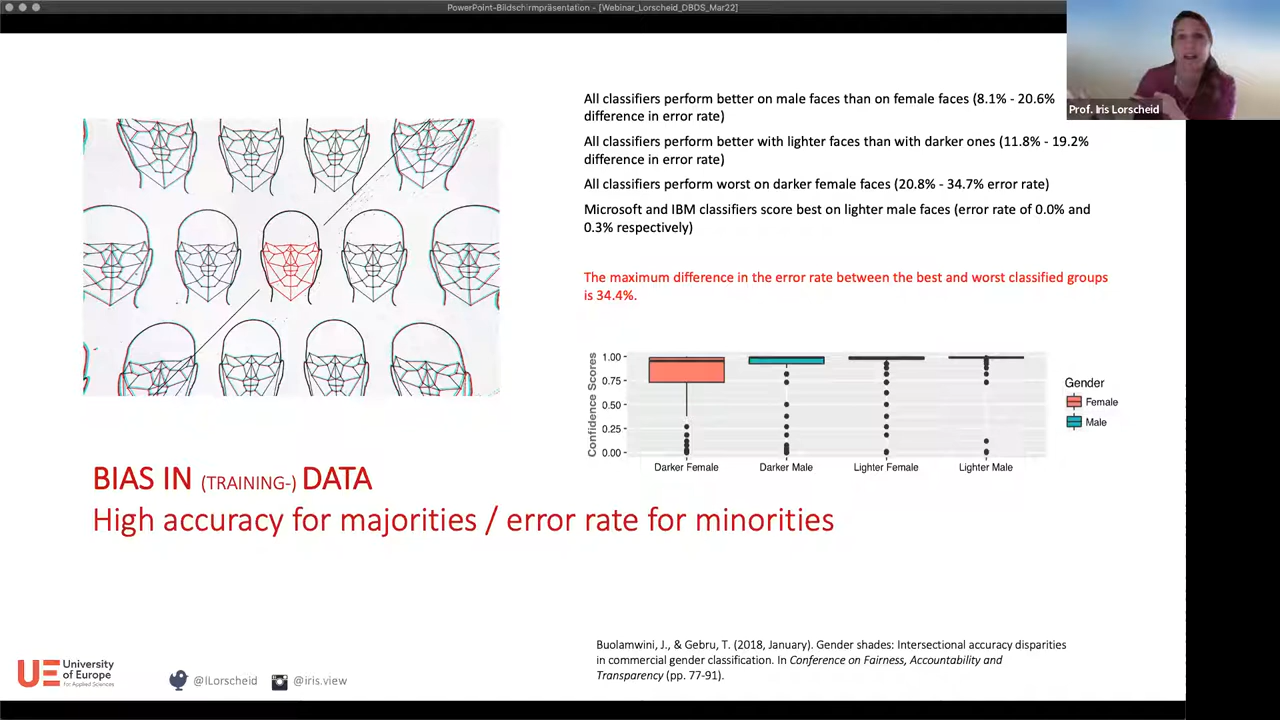 PowerPoint-Bildschirmpräsentation - [Webinar_Lorscheid_DBDS_Mar22]
Prof. Iris Lorscheid
All classifiers perform better on male faces than on female faces (8.1% - 20.6%
difference in error rate)
All classifiers perform better with lighter faces than with darker ones (11.8% - 19.2%
difference in error rate)
All classifiers perform worst on darker female faces (20.8% - 34.7% error rate)
Microsoft and IBM classifiers score best on lighter male faces (error rate of 0.0% and
0.3% respectively)
The maximum difference in the error rate between the best and worst classified groups
is 34.4%.
Confidence Scores
1.00
0.75
0.50
0.25
0.00
Darker Female Darker Male Lighter Female Lighter Male
Gender
Female
Male
BIAS IN (TRAINING-) DATA
High accuracy for majorities / error rate for minorities
Buolamwini, J., & Gebru, T. (2018, January). Gender shades: Intersectional accuracy disparities
in commercial gender classification. In Conference on Fairness, Accountability and
Transparency (pp. 77-91).
UE University
of Europe
for Applied Sciences
@ILorscheid @iris.view